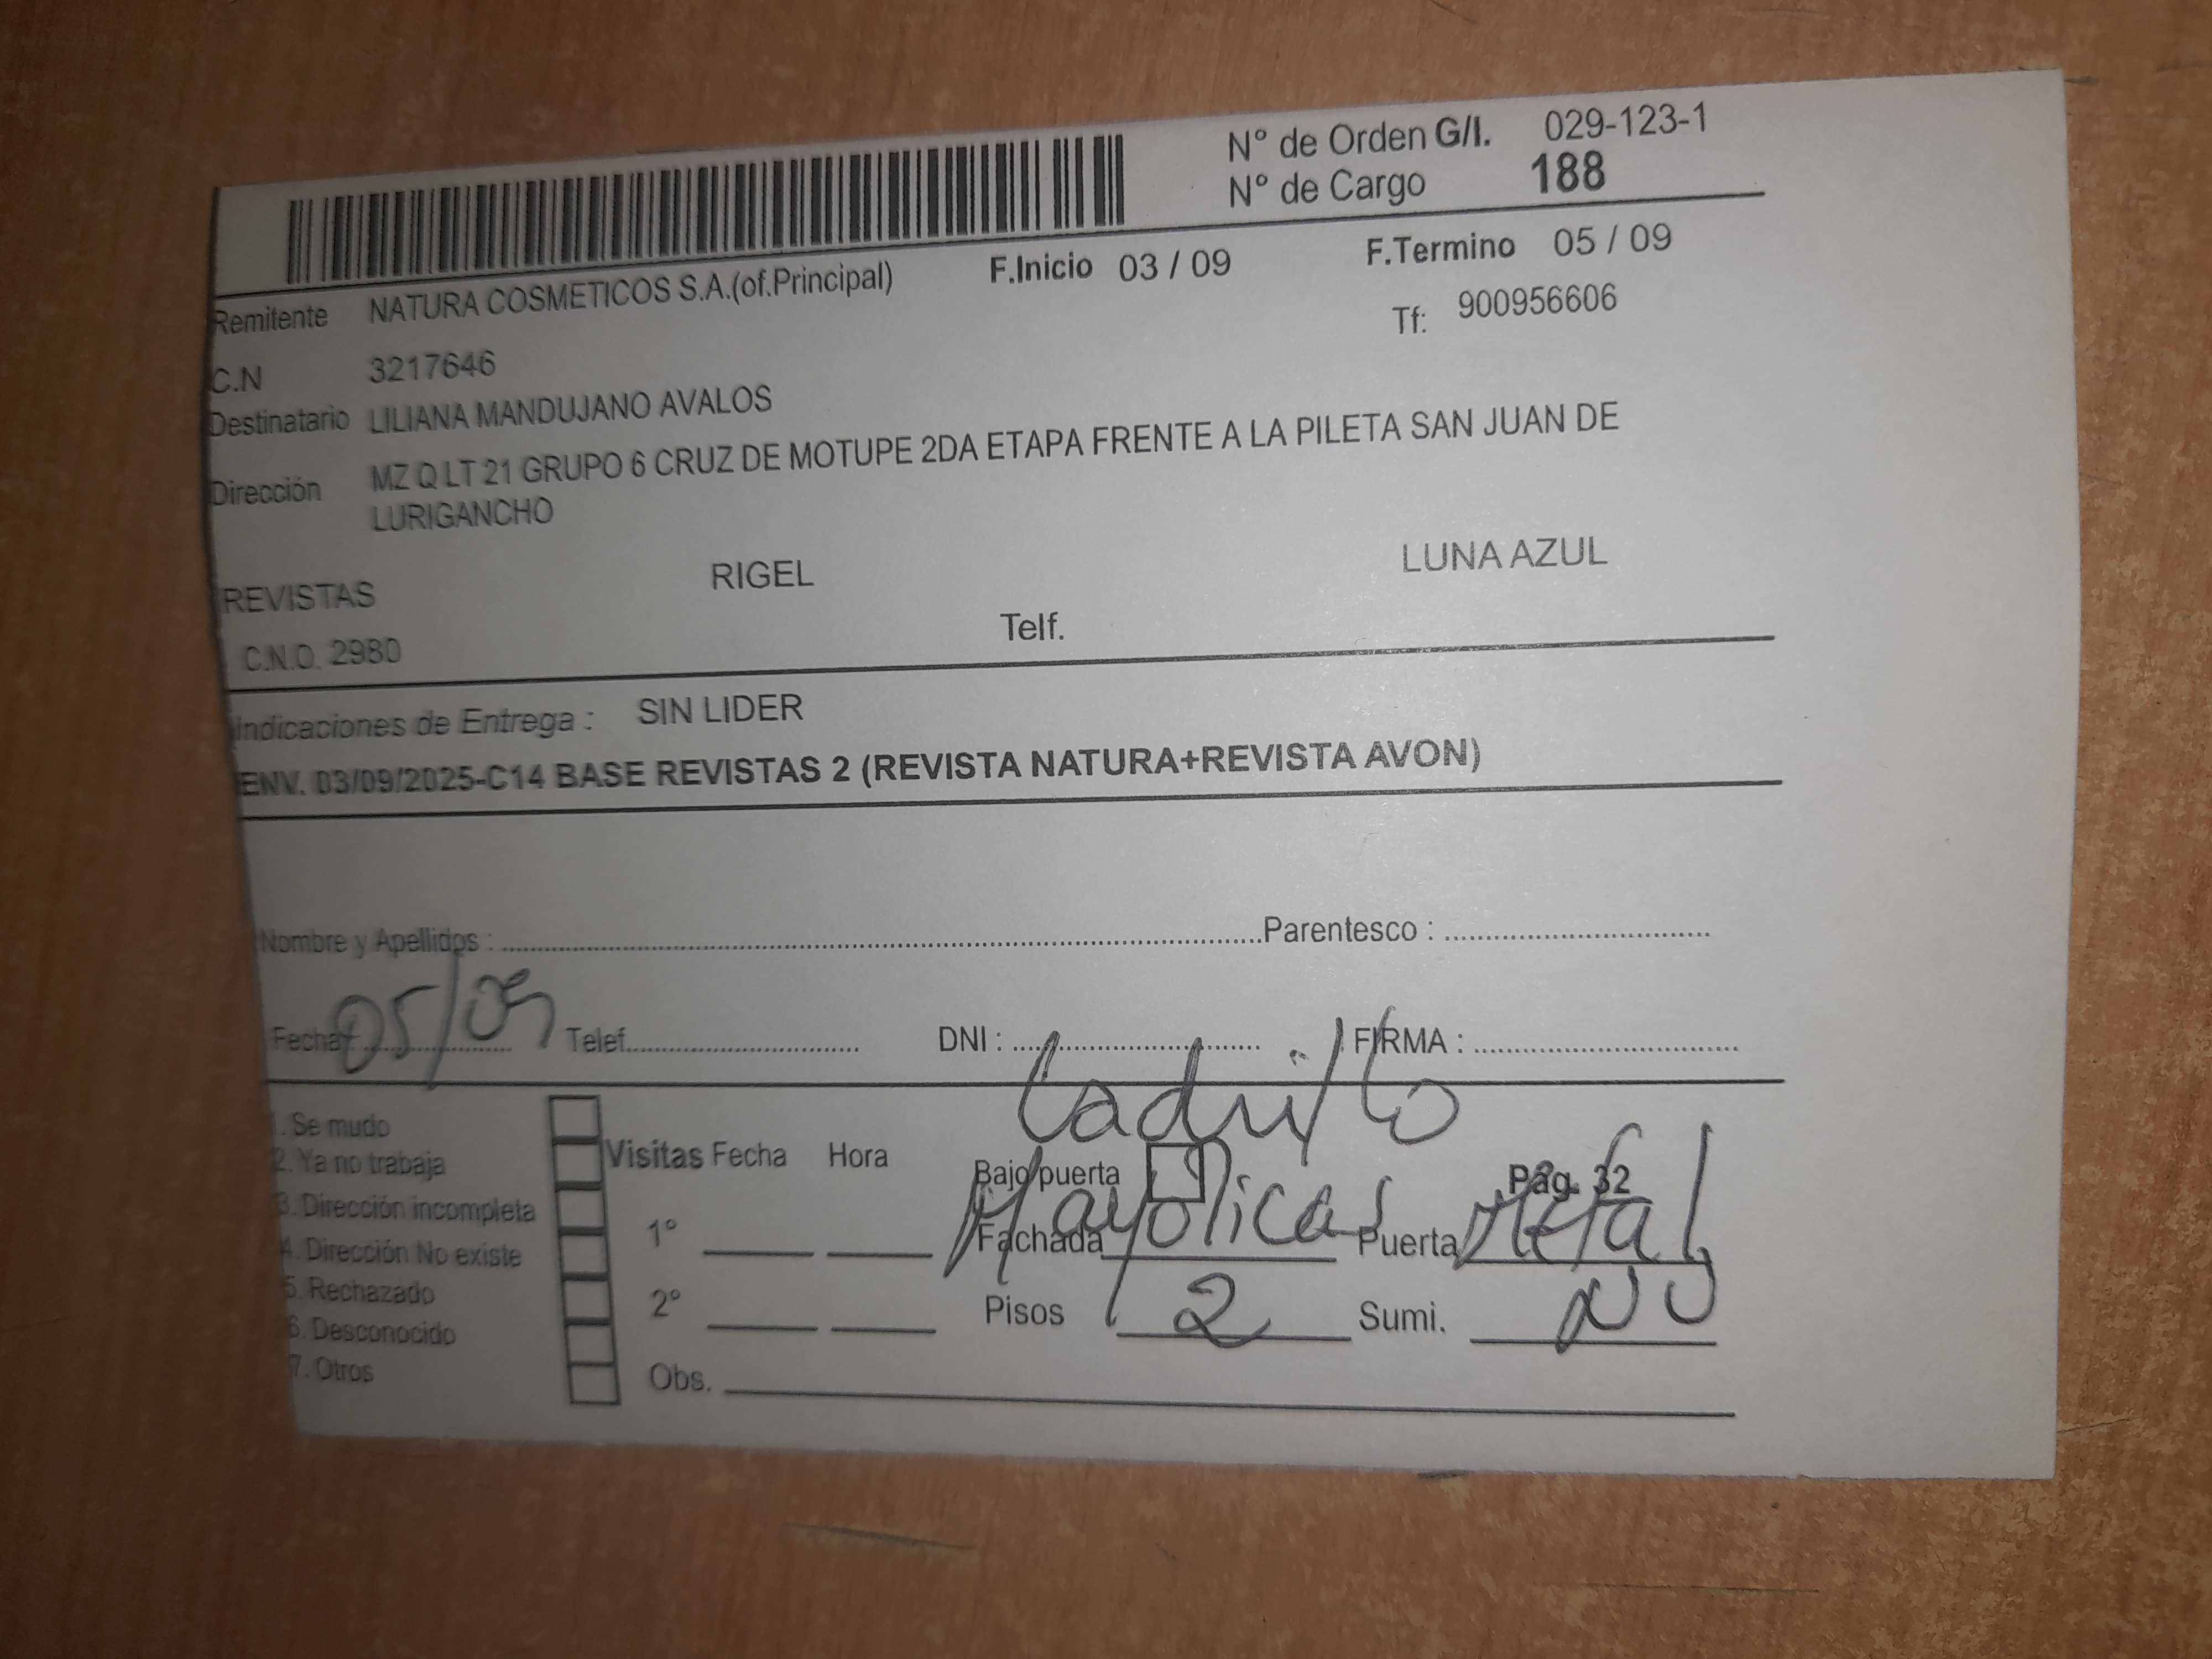 Nº de Orden G/I. 029-123-1
Nº de Cargo 188
F.Inicio 03 / 09 F.Termino 05 / 09
Remitente NATURA COSMETICOS S.A.(of.Principal)
Tf: 900956606
C.N 3217646
Destinatario LILIANA MANDUJANO AVALOS
Dirección MZ Q LT 21 GRUPO 6 CRUZ DE MOTUPE 2DA ETAPA FRENTE A LA PILETA SAN JUAN DE
LURIGANCHO
REVISTAS RIGEL LUNA AZUL
C.N.O. 2980 Telf.
Indicaciones de Entrega : SIN LIDER
ENV. 03/09/2025-C14 BASE REVISTAS 2 (REVISTA NATURA+REVISTA AVON)
Nombre y Apellidos : Parentesco :
Fecha 05/09 Telef. DNI : FIRMA :
Ladrillo
1. Se mudo
2. Ya no trabaja
3. Dirección incompleta
4. Dirección No existe
5. Rechazado
6. Desconocido
7. Otros
Visitas Fecha Hora
1º
2º
Obs.
Bajo puerta Pág. 32
Fachada Mayolicas Puerta Metal
Pisos 2 Sumi.